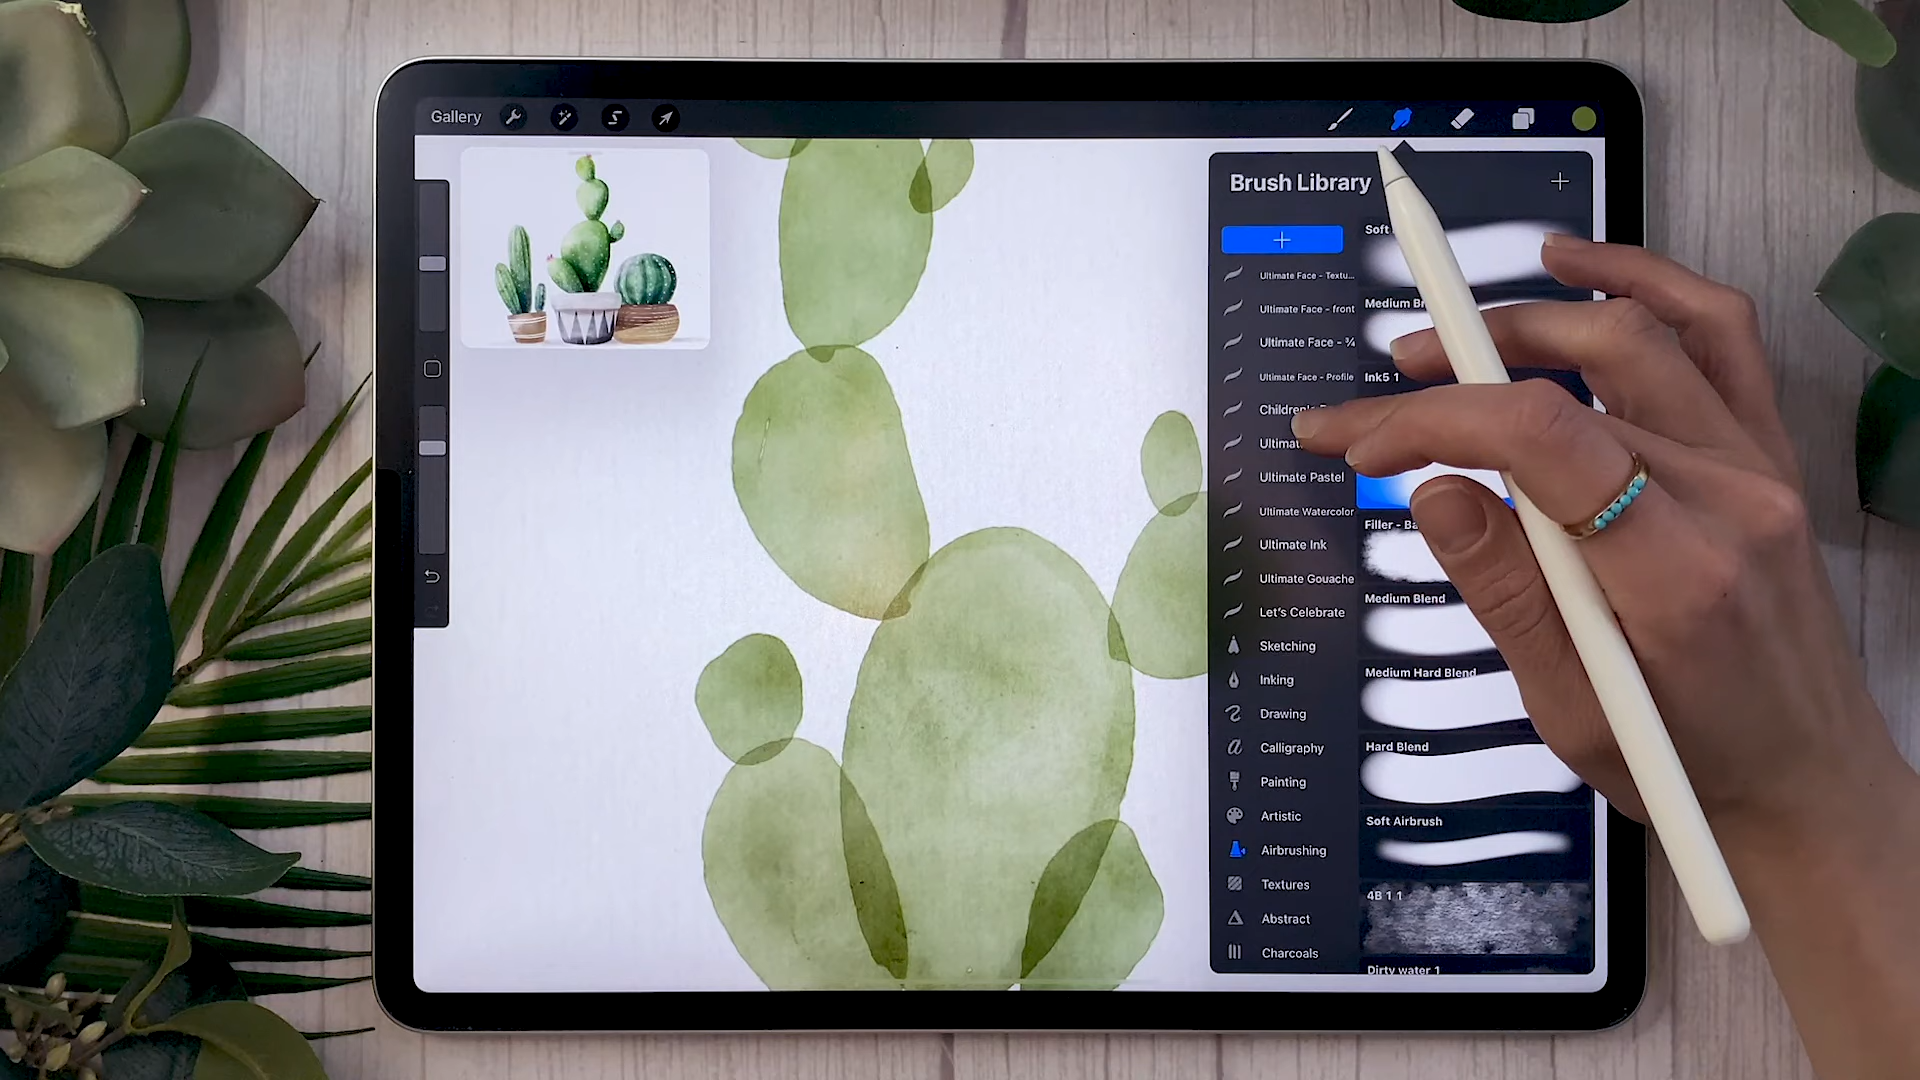 Gallery
Brush Library
Ultimate Face - Textu...
Ultimate Face - front
Ultimate Face - ¾
Ultimate Face - Profile
Ultimate Pastel
Ultimate Watercolor
Ultimate Ink
Ultimate Gouache
Let's Celebrate
Sketching
Inking
Drawing
Calligraphy
Painting
Artistic
Airbrushing
Textures
Abstract
Charcoals
Soft
Medium
Ink5 1
Filler -
Medium Blend
Medium Hard Blend
Hard Blend
Soft Airbrush
4B 1 1
Dirty water 1